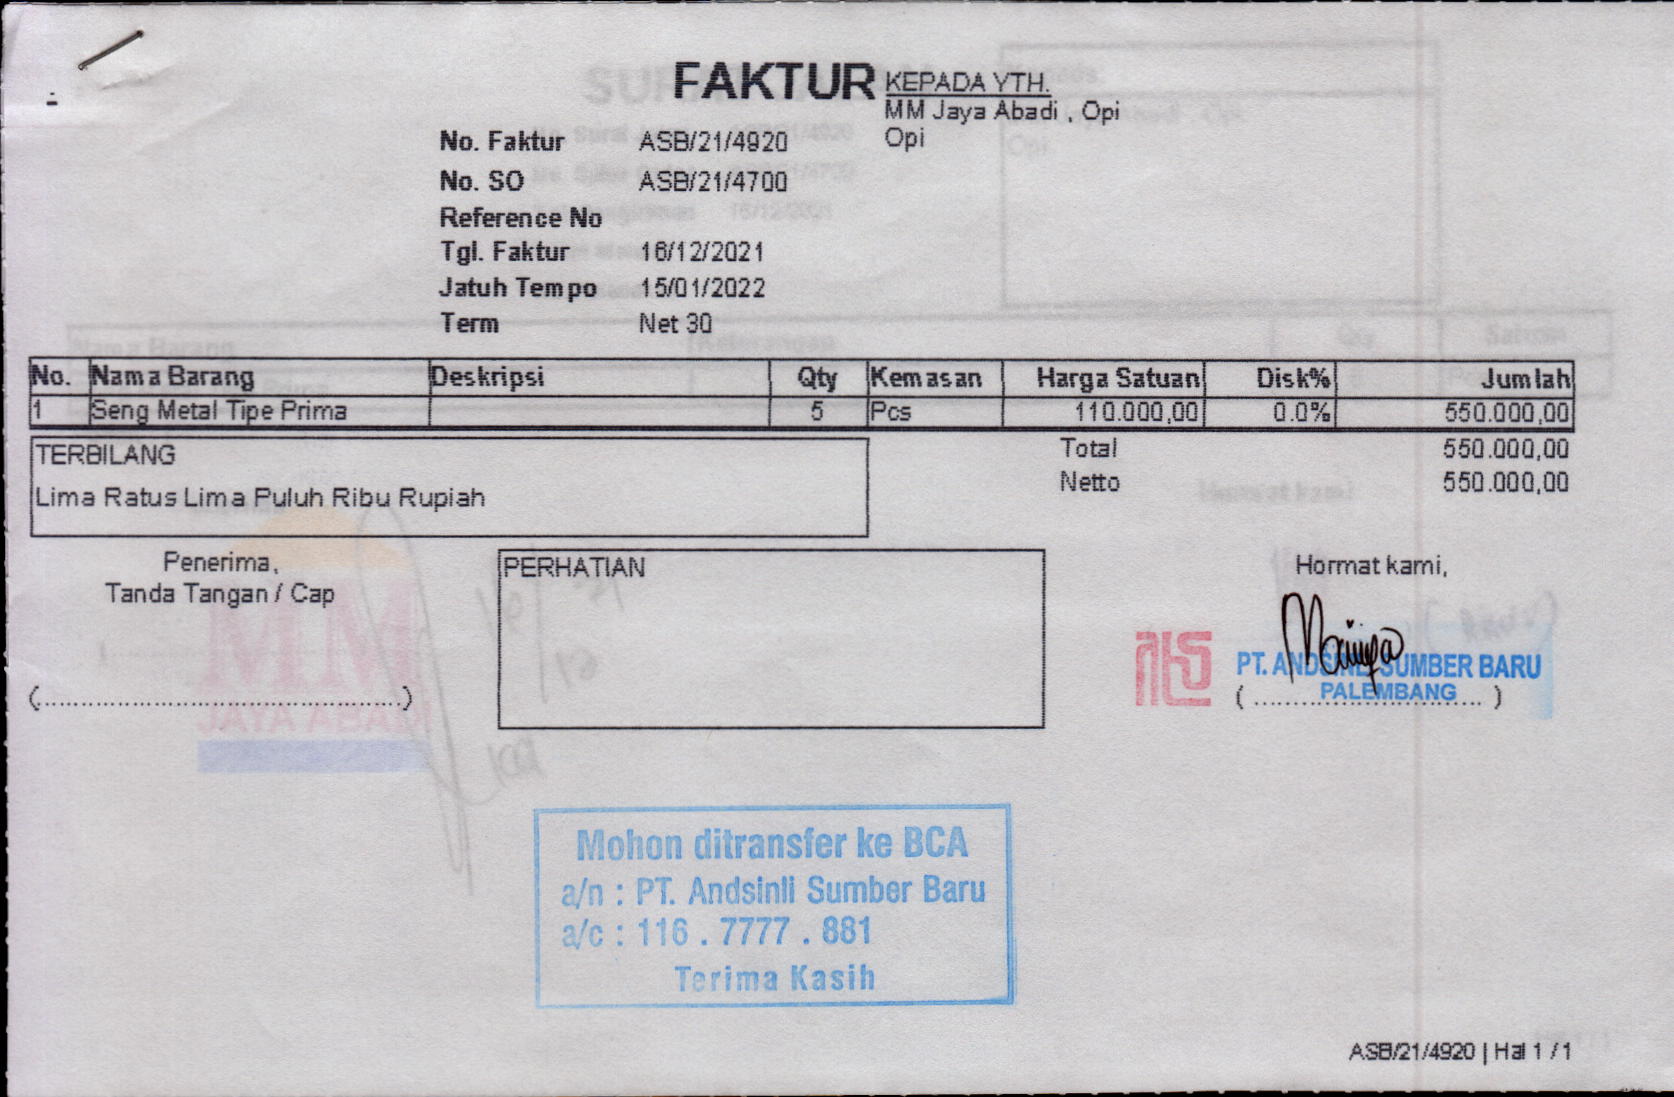 FAKTUR
KEPADA YTH.
MM Jaya Abadi , Opi
Opi
No. Faktur ASB/21/4920
No. SO ASB/21/4700
Reference No
Tgl. Faktur 16/12/2021
Jatuh Tempo 15/01/2022
Term Net 30
No. Nama Barang Deskripsi Qty Kemasan Harga Satuan Disk% Jumlah
1 Seng Metal Tipe Prima 5 Pcs 110.000,00 0.0% 550.000,00
TERBILANG
Lima Ratus Lima Puluh Ribu Rupiah
Total 550.000,00
Netto 550.000,00
Penerima,
Tanda Tangan / Cap
(..............................................)
PERHATIAN
Hormat kami,
PT. ANDSINLI SUMBER BARU
PALEMBANG
( ............................. )
JAYA ABADI
Mohon ditransfer ke BCA
a/n : PT. Andsinli Sumber Baru
a/c : 116 . 7777 . 881
Terima Kasih
ASB/21/4920 | Hal 1 / 1